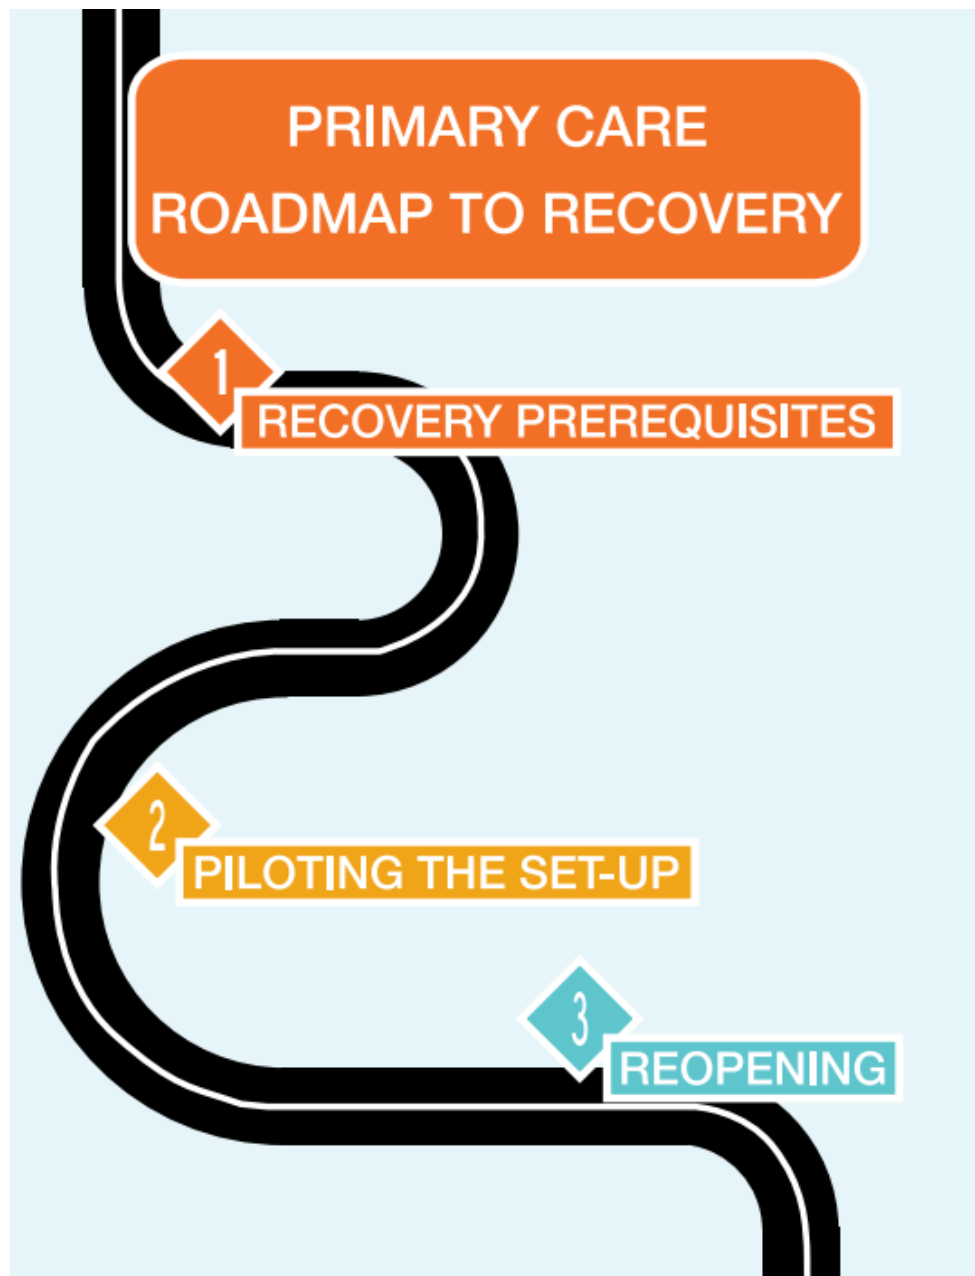 PRIMARY CARE
ROADMAP TO RECOVERY
1
RECOVERY PREREQUISITES
2
PILOTING THE SET-UP
3
REOPENING